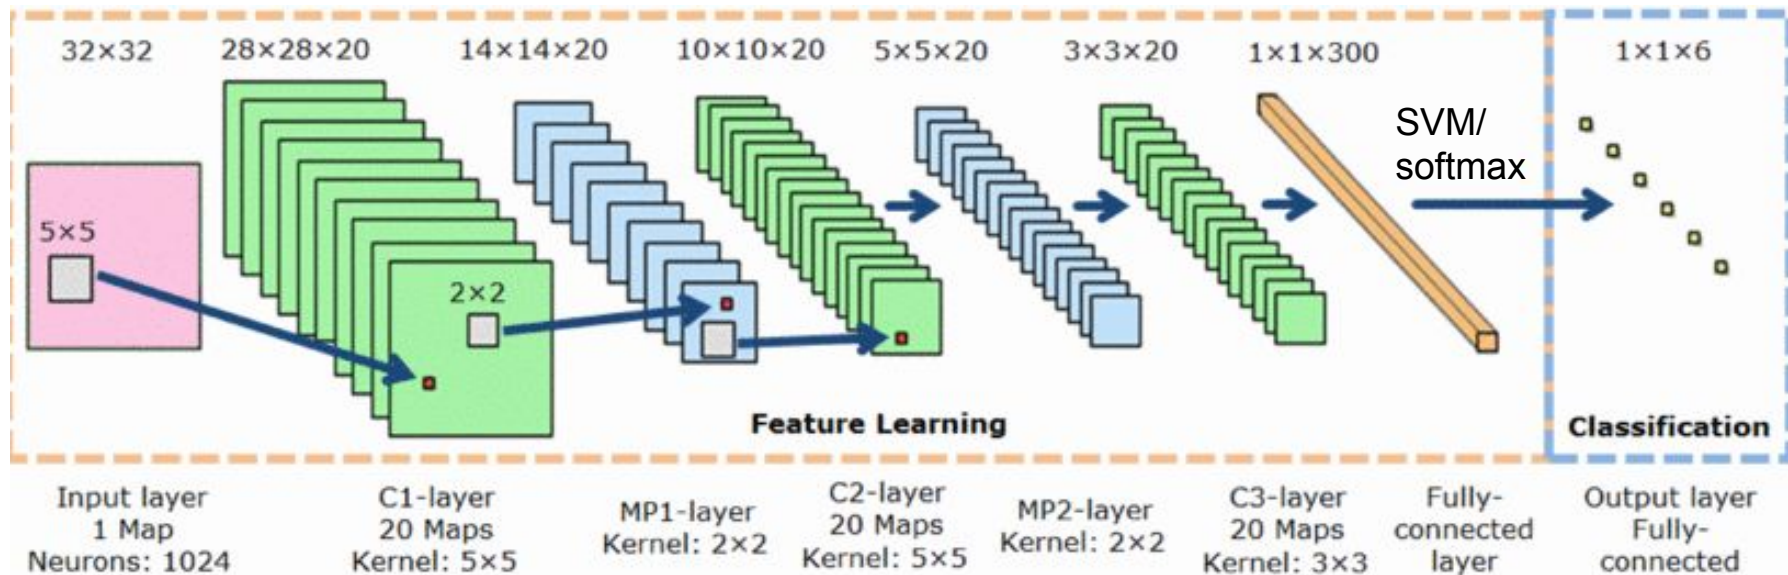 32×32
28×28×20
14×14×20
10×10×20
5×5×20
3×3×20
1×1×300
1×1×6
SVM/
softmax
5×5
2×2
Feature Learning
Classification
Input layer
1 Map
Neurons: 1024
C1-layer
20 Maps
Kernel: 5×5
MP1-layer
Kernel: 2×2
C2-layer
20 Maps
Kernel: 5×5
MP2-layer
Kernel: 2×2
C3-layer
20 Maps
Kernel: 3×3
Fully-
connected
layer
Output layer
Fully-
connected